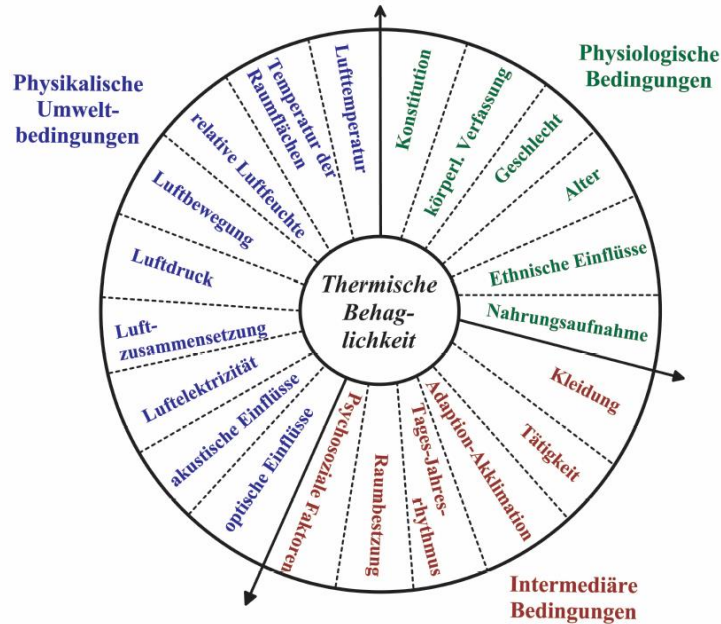 Physikalische
Umwelt-
bedingungen
Physiologische
Bedingungen
Intermediäre
Bedingungen
Thermische
Behag-
lichkeit
Konstitution
körperl. Verfassung
Geschlecht
Alter
Ethnische Einflüsse
Nahrungsaufnahme
Kleidung
Tätigkeit
Adaption-Akklimation
Tages-Jahres-
rhythmus
Raumbestzung
Psychosoziale Faktoren
optische Einflüsse
akustische Einflüsse
Luftelektrizität
Luft-
zusammensetzung
Luftdruck
Luftbewegung
relative Luftfeuchte
Temperatur der
Raumflächen
Lufttemperatur